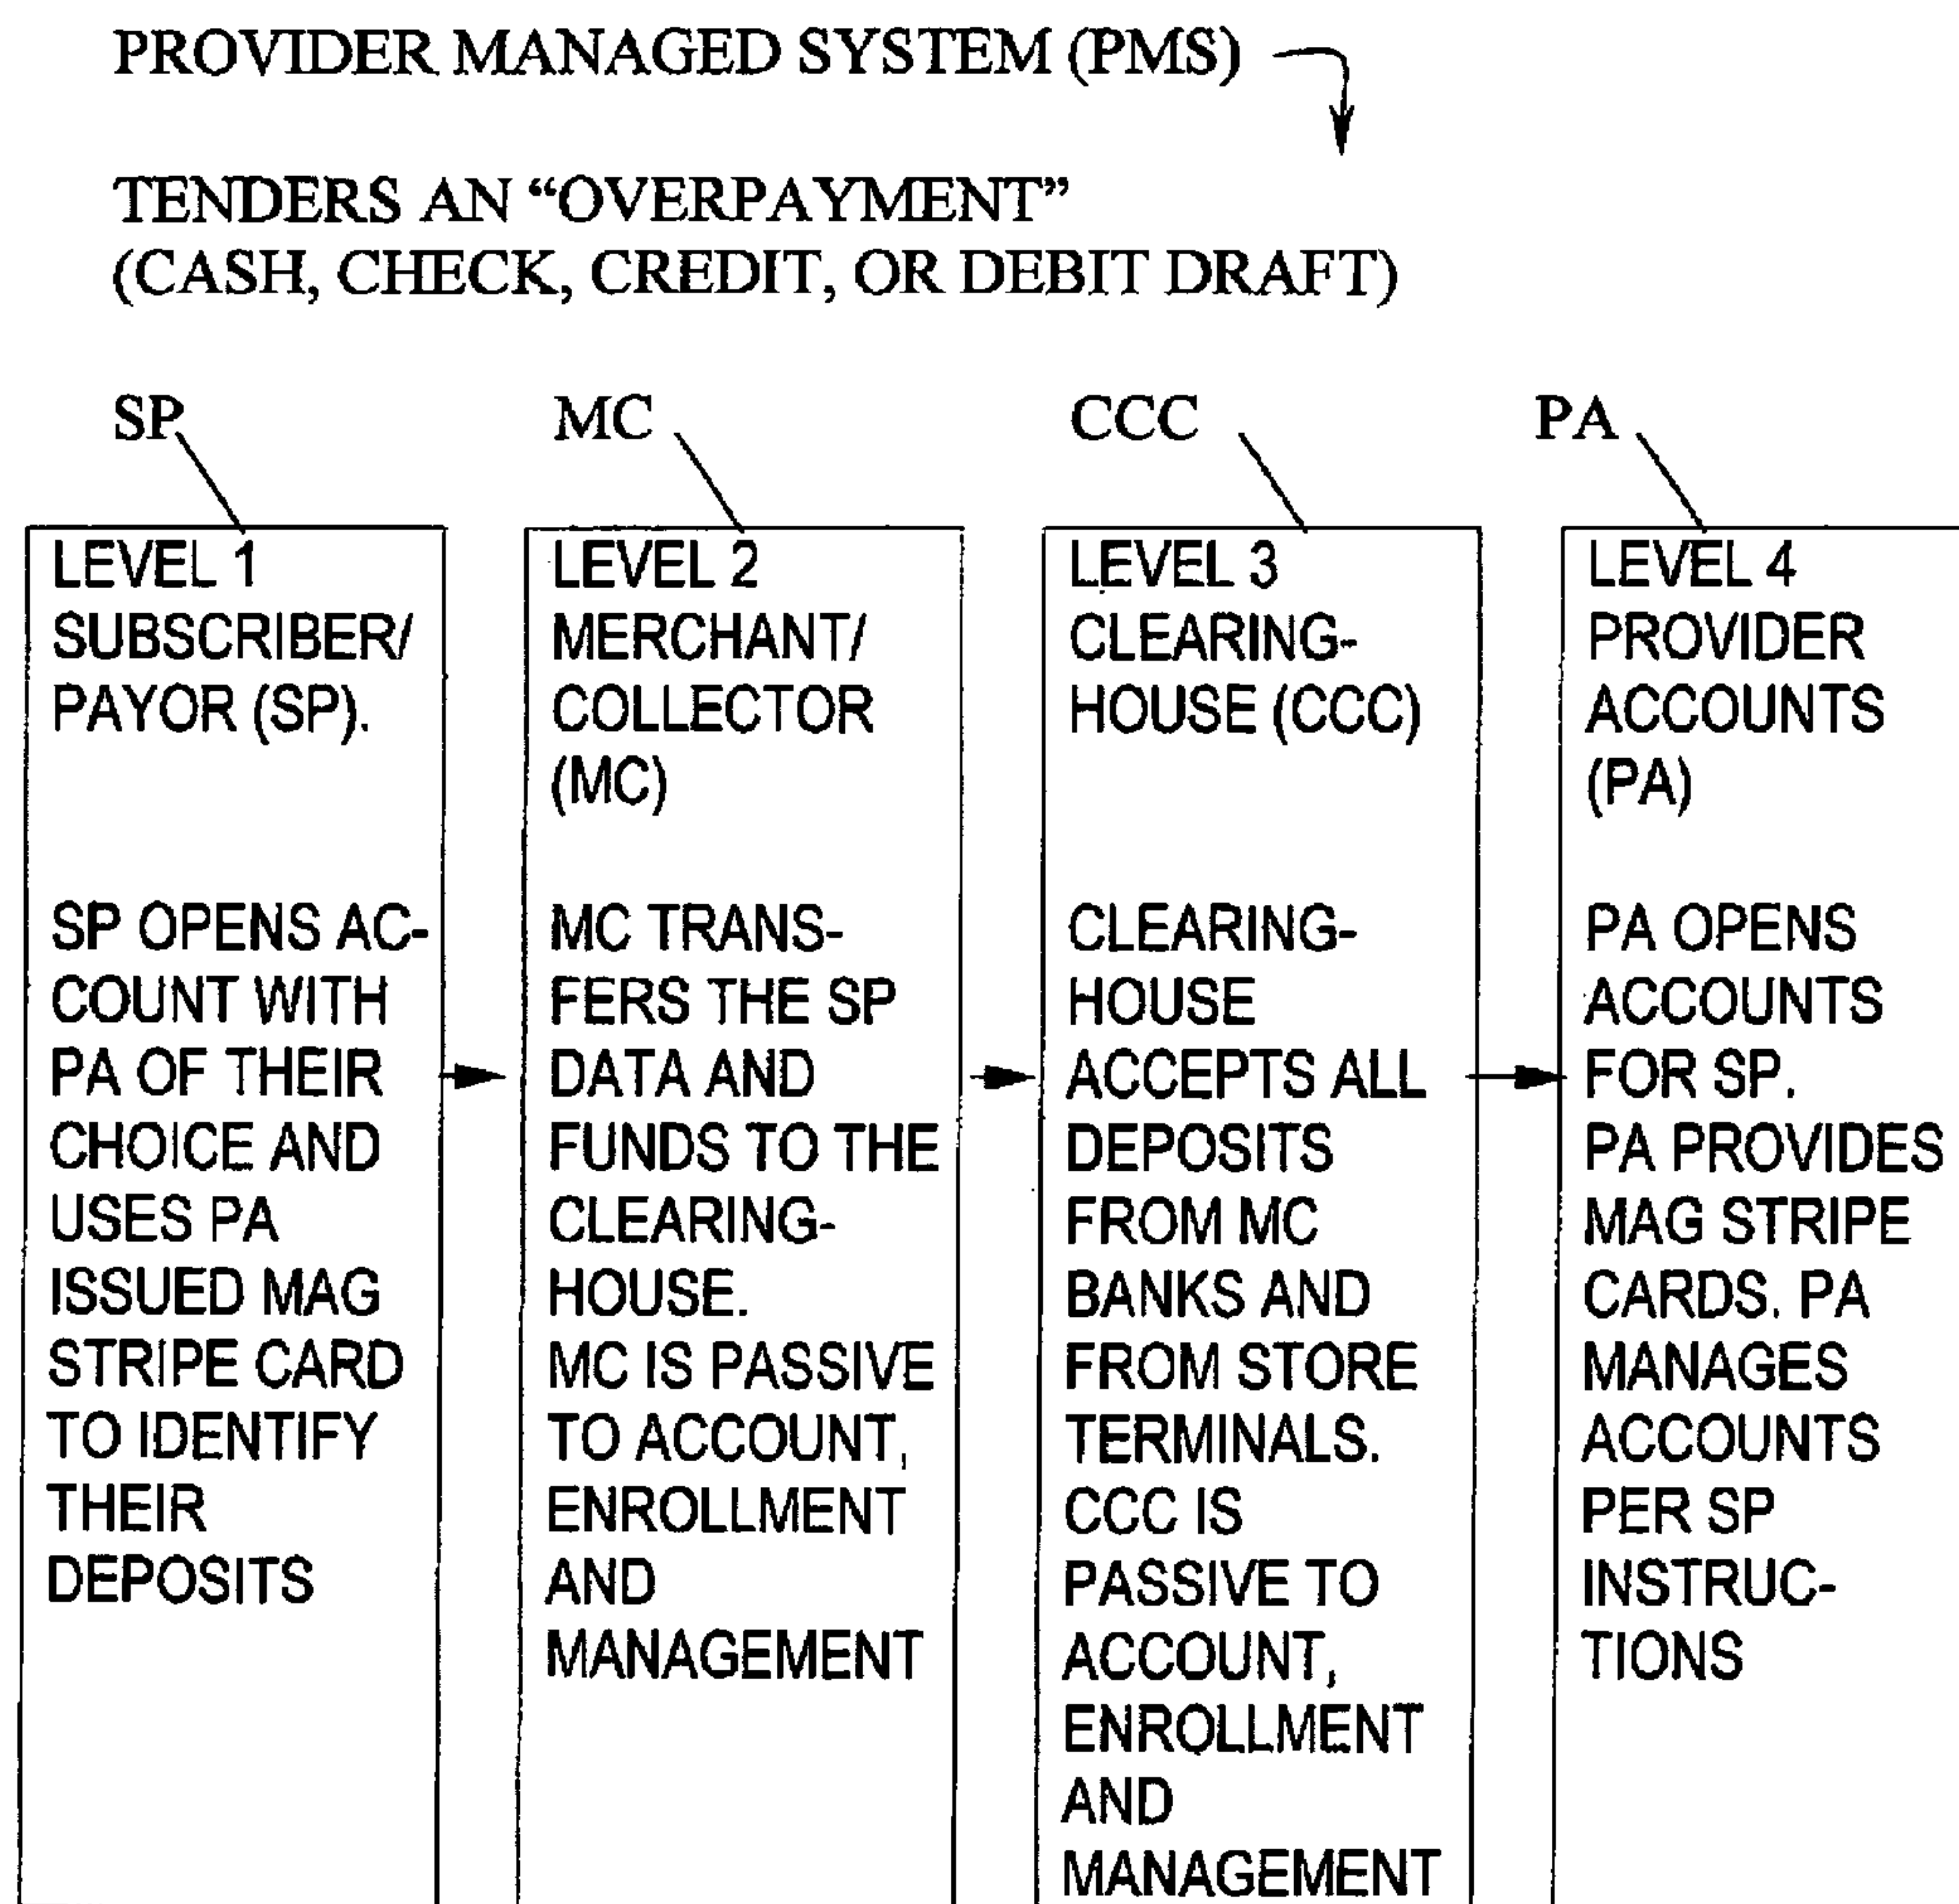 PROVIDER MANAGED SYSTEM (PMS)
TENDERS AN “OVERPAYMENT”
(CASH, CHECK, CREDIT, OR DEBIT DRAFT)
SP
MC
CCC
PA
LEVEL 1
SUBSCRIBER/
PAYOR (SP).
SP OPENS AC-
COUNT WITH
PA OF THEIR
CHOICE AND
USES PA
ISSUED MAG
STRIPE CARD
TO IDENTIFY
THEIR
DEPOSITS
LEVEL 2
MERCHANT/
COLLECTOR
(MC)
MC TRANS-
FERS THE SP
DATA AND
FUNDS TO THE
CLEARING-
HOUSE.
MC IS PASSIVE
TO ACCOUNT,
ENROLLMENT
AND
MANAGEMENT
LEVEL 3
CLEARING-
HOUSE (CCC)
CLEARING-
HOUSE
ACCEPTS ALL
DEPOSITS
FROM MC
BANKS AND
FROM STORE
TERMINALS.
CCC IS
PASSIVE TO
ACCOUNT,
ENROLLMENT
AND
MANAGEMENT
LEVEL 4
PROVIDER
ACCOUNTS
(PA)
PA OPENS
ACCOUNTS
FOR SP.
PA PROVIDES
MAG STRIPE
CARDS. PA
MANAGES
ACCOUNTS
PER SP
INSTRUC-
TIONS